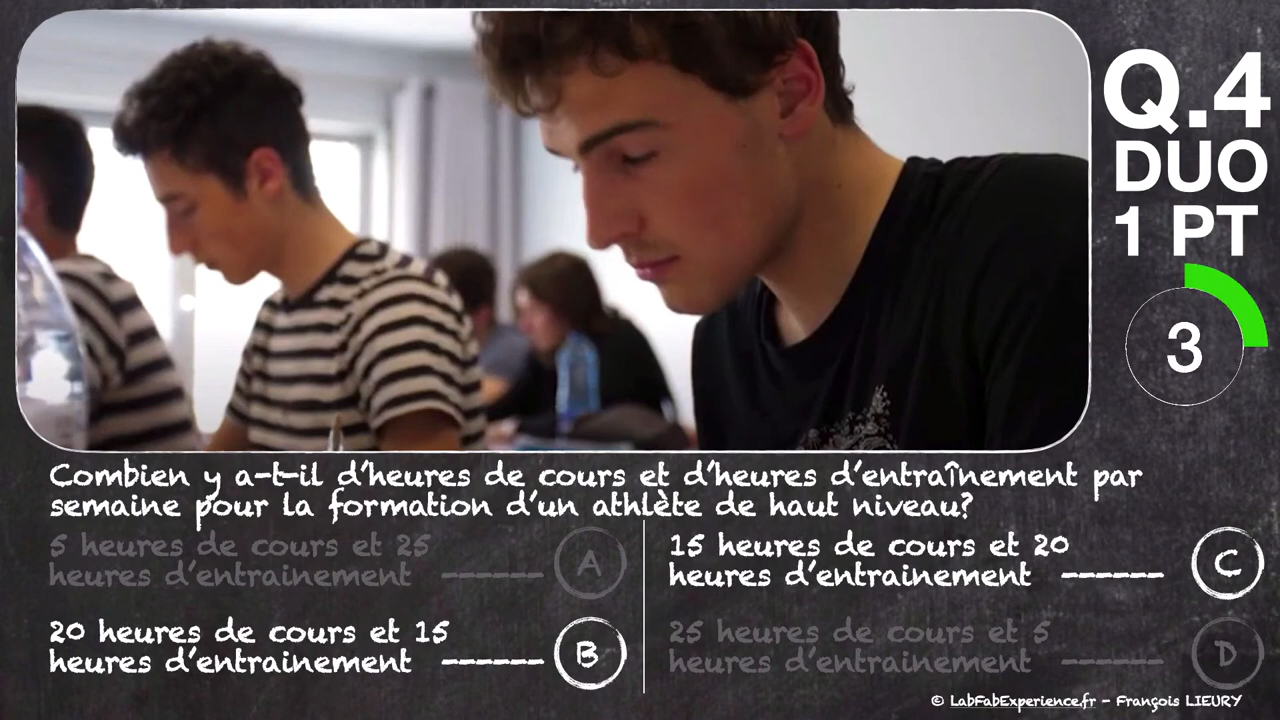 Q.4
DUO
1 PT
3
Combien y a-t-il d'heures de cours et d'heures d'entraînement par
semaine pour la formation d'un athlète de haut niveau?
5 heures de cours et 25
heures d'entrainement ------ A
20 heures de cours et 15
heures d'entrainement ------ B
15 heures de cours et 20
heures d'entrainement ------ C
25 heures de cours et 5
heures d'entrainement ------ D
© LabFabExperience.fr - François LIEURY